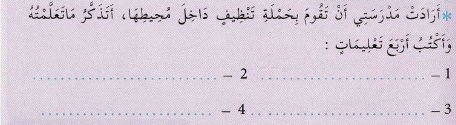 * أَرَادَتْ مَدْرَسَتِي أَنْ تَقُومَ بِحَمْلَةِ تَنْظِيفٍ دَاخِلَ مُحِيطِهَا، أَتَذَكَّرُ مَاتَعَلَّمْتُهُ
وَأَكْتُبُ أَرْبَعَ تَعْلِيمَاتٍ :
1 – ........................ 2 – ........................
3 – ........................ 4 – ........................